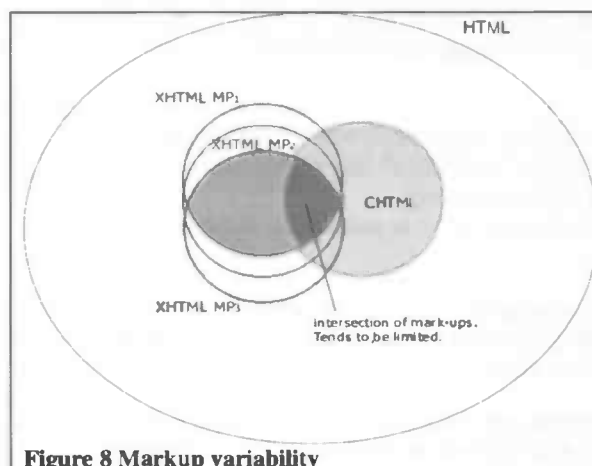 HTML
XHTML MP₁
XHTML MP₂
CHTML
XHTML MP₃
Intersection of mark-ups.
Tends to be limited.
Figure 8 Markup variability